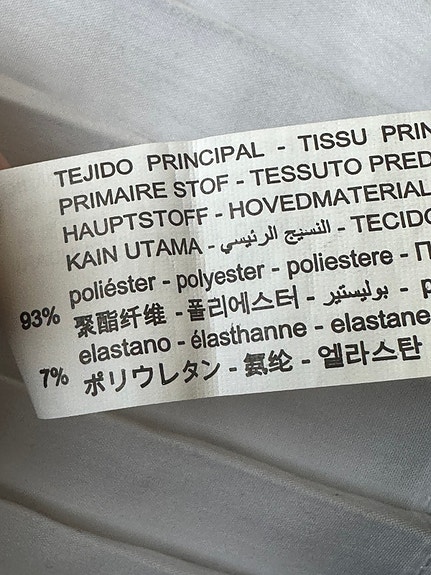 TEJIDO PRINCIPAL - TISSU PRIN
PRIMAIRE STOF - TESSUTO PRED
HAUPTSTOFF - HOVEDMATERIAL
KAIN UTAMA - النسيج الرئيسي - TECIDO
93% poliéster - polyester - poliestere - П
聚酯纤维 - 폴리에스터 - بوليستير - p
7% elastano - élasthanne - elastane
ポリウレタン - 氨纶 - 엘라스탄